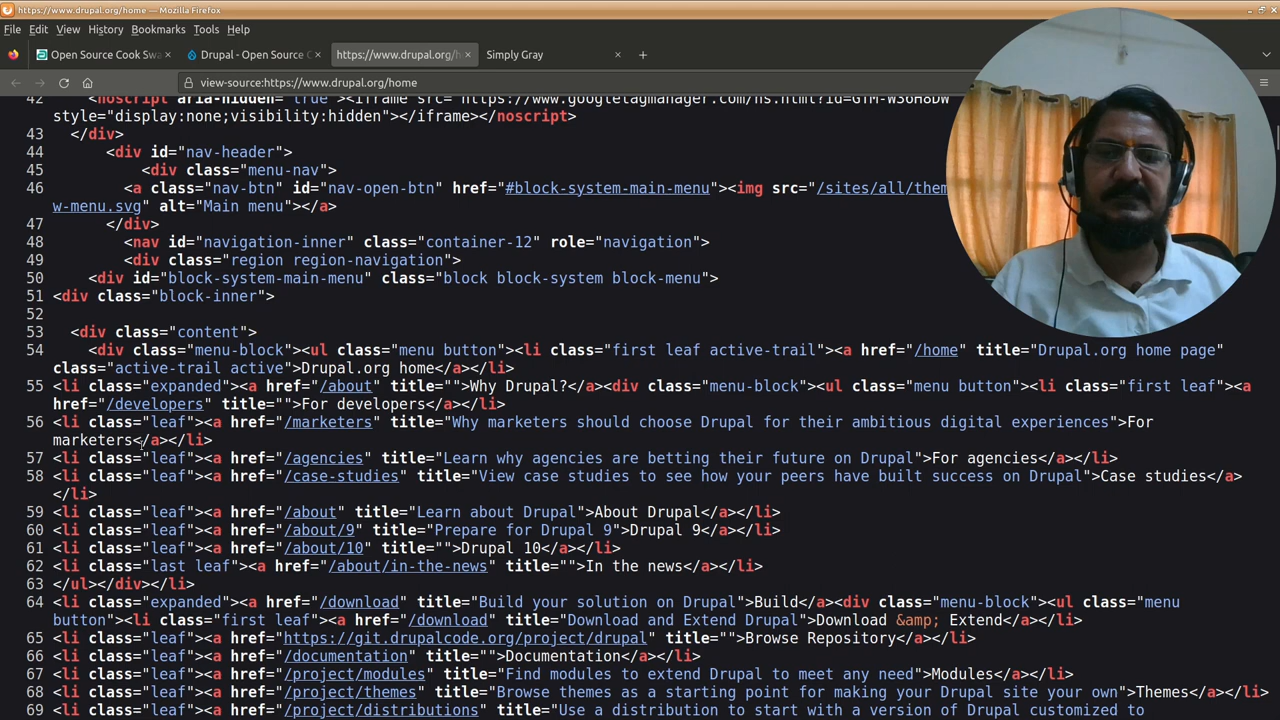 https://www.drupal.org/home — Mozilla Firefox
File Edit View History Bookmarks Tools Help
Open Source Cook Swa × Drupal - Open Source C × https://www.drupal.org/h × Simply Gray × +
view-source:https://www.drupal.org/home
42 <noscript aria-hidden="true"><iframe src="https://www.googletagmanager.com/ns.html?id=GTM-W36H8DW
style="display:none;visibility:hidden"></iframe></noscript>
43 </div>
44 <div id="nav-header">
45 <div class="menu-nav">
46 <a class="nav-btn" id="nav-open-btn" href="#block-system-main-menu"><img src="/sites/all/them
w-menu.svg" alt="Main menu"></a>
47 </div>
48 <nav id="navigation-inner" class="container-12" role="navigation">
49 <div class="region region-navigation">
50 <div id="block-system-main-menu" class="block block-system block-menu">
51 <div class="block-inner">
52
53 <div class="content">
54 <div class="menu-block"><ul class="menu button"><li class="first leaf active-trail"><a href="/home" title="Drupal.org home page"
class="active-trail active">Drupal.org home</a></li>
55 <li class="expanded"><a href="/about" title="">Why Drupal?</a><div class="menu-block"><ul class="menu button"><li class="first leaf"><a
href="/developers" title="">For developers</a></li>
56 <li class="leaf"><a href="/marketers" title="Why marketers should choose Drupal for their ambitious digital experiences">For
marketers</a></li>
57 <li class="leaf"><a href="/agencies" title="Learn why agencies are betting their future on Drupal">For agencies</a></li>
58 <li class="leaf"><a href="/case-studies" title="View case studies to see how your peers have built success on Drupal">Case studies</a>
</li>
59 <li class="leaf"><a href="/about" title="Learn about Drupal">About Drupal</a></li>
60 <li class="leaf"><a href="/about/9" title="Prepare for Drupal 9">Drupal 9</a></li>
61 <li class="leaf"><a href="/about/10" title="">Drupal 10</a></li>
62 <li class="last leaf"><a href="/about/in-the-news" title="">In the news</a></li>
63 </ul></div></li>
64 <li class="expanded"><a href="/download" title="Build your solution on Drupal">Build</a><div class="menu-block"><ul class="menu
button"><li class="first leaf"><a href="/download" title="Download and Extend Drupal">Download &amp; Extend</a></li>
65 <li class="leaf"><a href="https://git.drupalcode.org/project/drupal" title="">Browse Repository</a></li>
66 <li class="leaf"><a href="/documentation" title="">Documentation</a></li>
67 <li class="leaf"><a href="/project/modules" title="Find modules to extend Drupal to meet any need">Modules</a></li>
68 <li class="leaf"><a href="/project/themes" title="Browse themes as a starting point for making your Drupal site your own">Themes</a></li>
69 <li class="leaf"><a href="/project/distributions" title="Use a distribution to start with a version of Drupal customized to